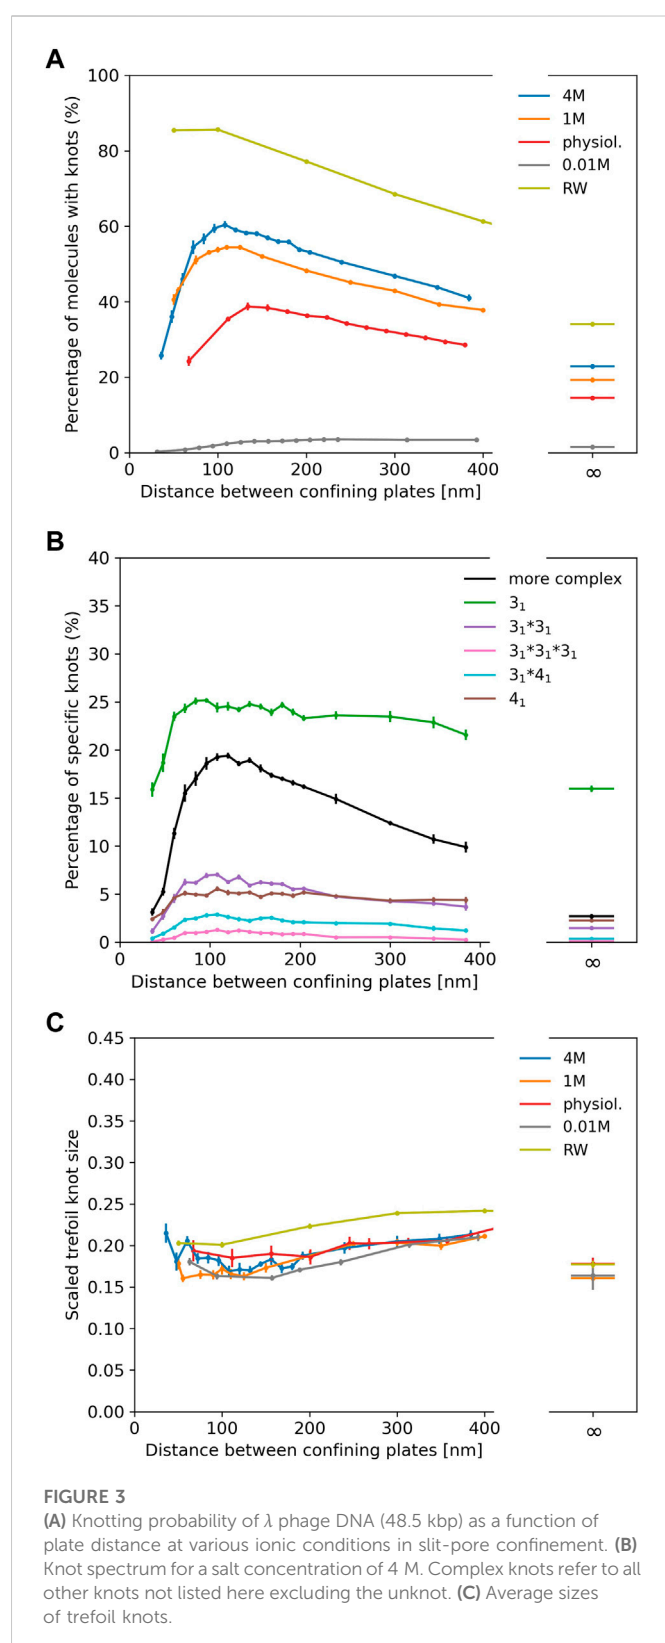 A
Percentage of molecules with knots (%)
100
80
60
40
20
0
0 100 200 300 400
∞
Distance between confining plates [nm]
4M
1M
physiol.
0.01M
RW
B
Percentage of specific knots (%)
40
35
30
25
20
15
10
5
0
0 100 200 300 400
∞
Distance between confining plates [nm]
more complex
3₁
3₁*3₁
3₁*3₁*3₁
3₁*4₁
4₁
C
Scaled trefoil knot size
0.45
0.40
0.35
0.30
0.25
0.20
0.15
0.10
0.05
0.00
0 100 200 300 400
∞
Distance between confining plates [nm]
4M
1M
physiol.
0.01M
RW
FIGURE 3
(A) Knotting probability of λ phage DNA (48.5 kbp) as a function of
plate distance at various ionic conditions in slit-pore confinement. (B)
Knot spectrum for a salt concentration of 4 M. Complex knots refer to all
other knots not listed here excluding the unknot. (C) Average sizes
of trefoil knots.